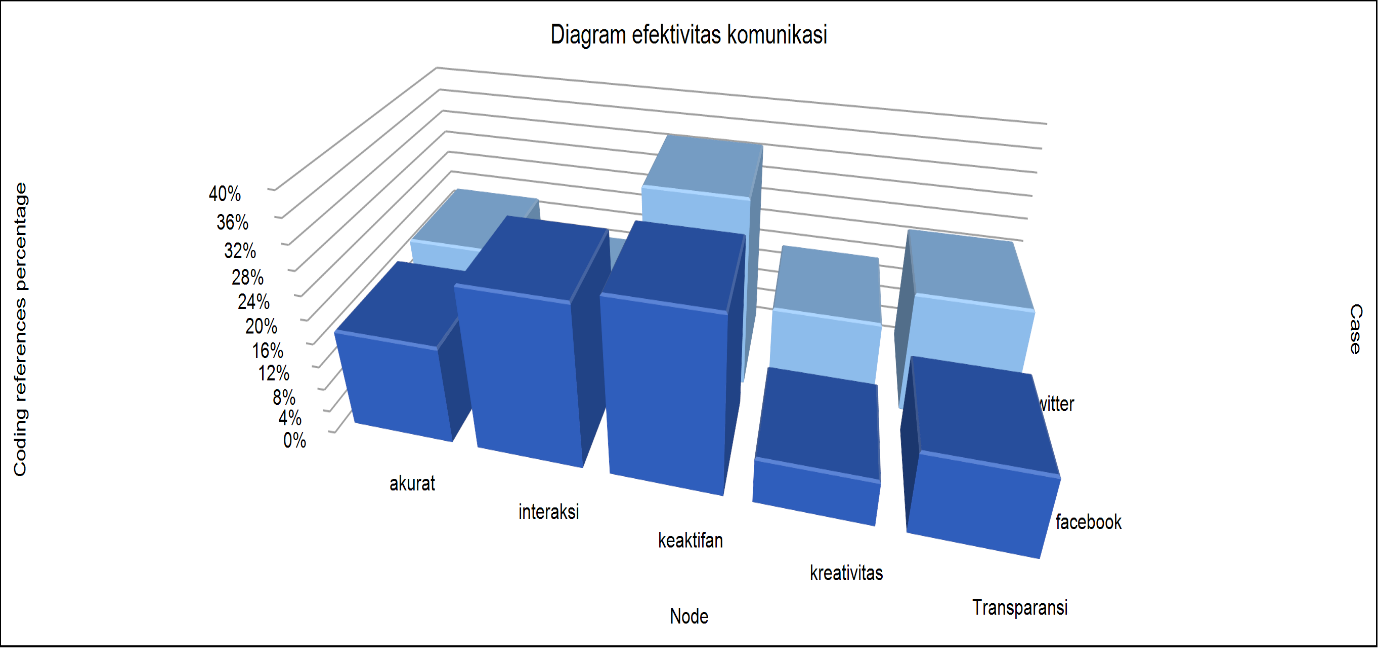 Diagram efektivitas komunikasi
Coding references percentage
40%
36%
32%
28%
24%
20%
16%
12%
8%
4%
0%
akurat
interaksi
keaktifan
kreativitas
Transparansi
Node
witter
facebook
Case